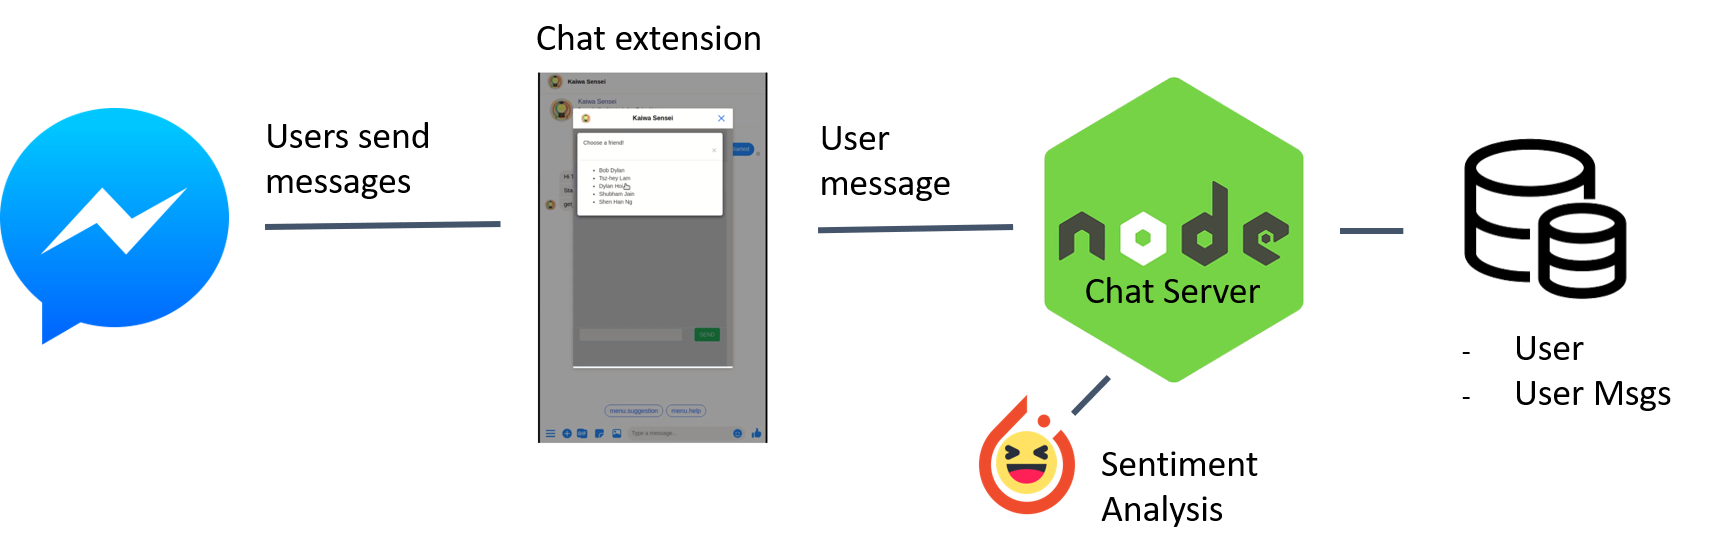 Chat extension
Users send
messages
Kaiwa Sensei
Kaiwa Sensei
Kaiwa Sensei
Choose a friend!
Bob Dylan
Tsz-hey Lam
Dylan
Shubham Jain
Shen Han Ng
Hi
SEND
menu.suggestion
menu.help
GIF
Type a message...
User
message
node
Chat Server
Sentiment
Analysis
- User
- User Msgs